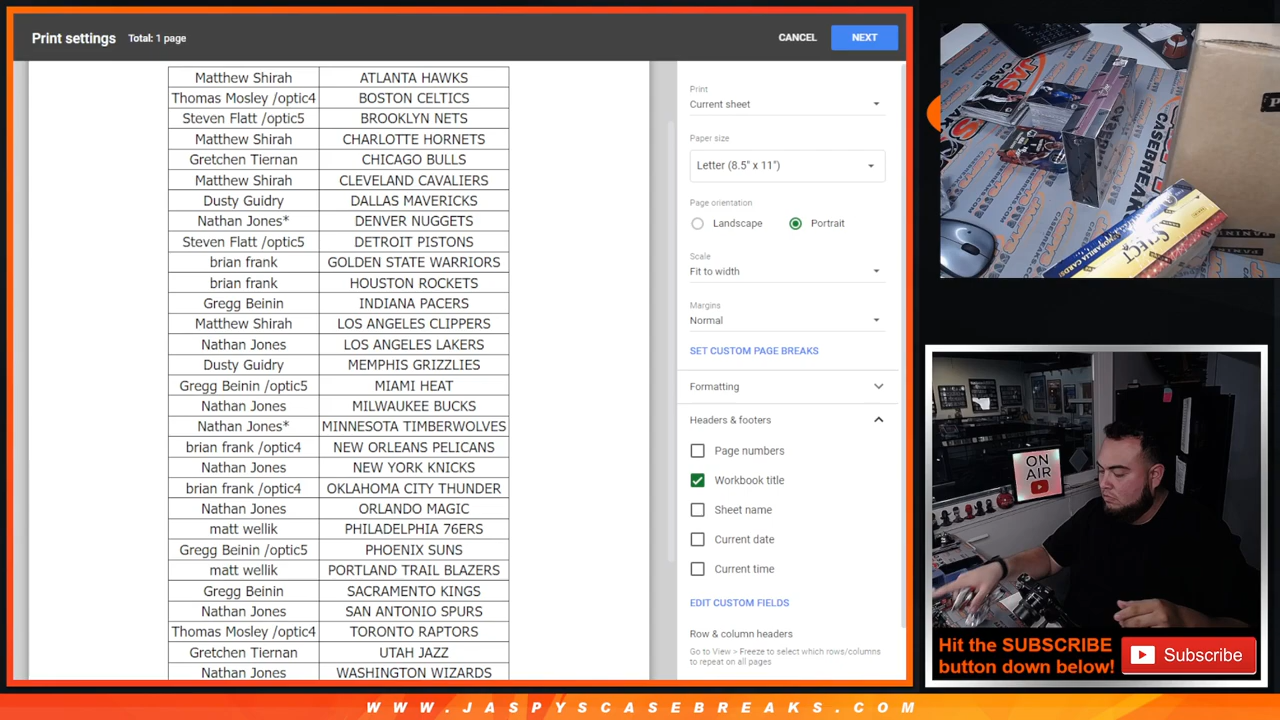 Print settings Total: 1 page CANCEL NEXT
Matthew Shirah ATLANTA HAWKS
Thomas Mosley /optic4 BOSTON CELTICS
Steven Flatt /optic5 BROOKLYN NETS
Matthew Shirah CHARLOTTE HORNETS
Gretchen Tiernan CHICAGO BULLS
Matthew Shirah CLEVELAND CAVALIERS
Dusty Guidry DALLAS MAVERICKS
Nathan Jones* DENVER NUGGETS
Steven Flatt /optic5 DETROIT PISTONS
brian frank GOLDEN STATE WARRIORS
brian frank HOUSTON ROCKETS
Gregg Beinin INDIANA PACERS
Matthew Shirah LOS ANGELES CLIPPERS
Nathan Jones LOS ANGELES LAKERS
Dusty Guidry MEMPHIS GRIZZLIES
Gregg Beinin /optic5 MIAMI HEAT
Nathan Jones MILWAUKEE BUCKS
Nathan Jones* MINNESOTA TIMBERWOLVES
brian frank /optic4 NEW ORLEANS PELICANS
Nathan Jones NEW YORK KNICKS
brian frank /optic4 OKLAHOMA CITY THUNDER
Nathan Jones ORLANDO MAGIC
matt wellik PHILADELPHIA 76ERS
Gregg Beinin /optic5 PHOENIX SUNS
matt wellik PORTLAND TRAIL BLAZERS
Gregg Beinin SACRAMENTO KINGS
Nathan Jones SAN ANTONIO SPURS
Thomas Mosley /optic4 TORONTO RAPTORS
Gretchen Tiernan UTAH JAZZ
Nathan Jones WASHINGTON WIZARDS
Print
Current sheet
Paper size
Letter (8.5" x 11")
Page orientation
Landscape Portrait
Scale
Fit to width
Margins
Normal
SET CUSTOM PAGE BREAKS
Formatting
Headers & footers
Page numbers
Workbook title
Sheet name
Current date
Current time
EDIT CUSTOM FIELDS
Row & column headers
Go to View > Freeze to select which rows/columns
to repeat on all pages
SELECT
ON
AIR
Hit the SUBSCRIBE
button down below!
Subscribe
WWW.JASPYSCASEBREAKS.COM